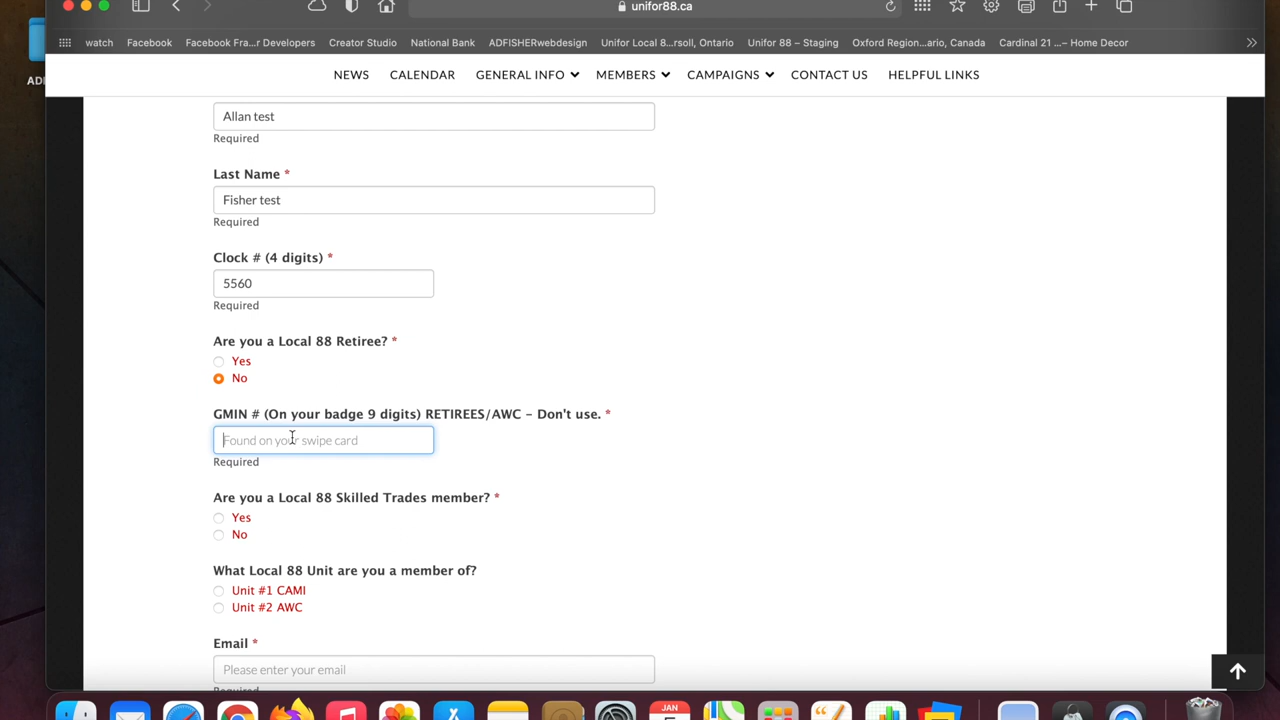 unifor88.ca
watch Facebook Facebook Fra...r Developers Creator Studio National Bank ADFISHERwebdesign Unifor Local 8...rsoll, Ontario Unifor 88 – Staging Oxford Region...ario, Canada Cardinal 21 ...– Home Decor
AD
NEWS CALENDAR GENERAL INFO MEMBERS CAMPAIGNS CONTACT US HELPFUL LINKS
Allan test
Required
Last Name *
Fisher test
Required
Clock # (4 digits) *
5560
Required
Are you a Local 88 Retiree? *
Yes
No
GMIN # (On your badge 9 digits) RETIREES/AWC – Don't use. *
Found on your swipe card
Required
Are you a Local 88 Skilled Trades member? *
Yes
No
What Local 88 Unit are you a member of?
Unit #1 CAMI
Unit #2 AWC
Email *
Please enter your email
Required
JAN